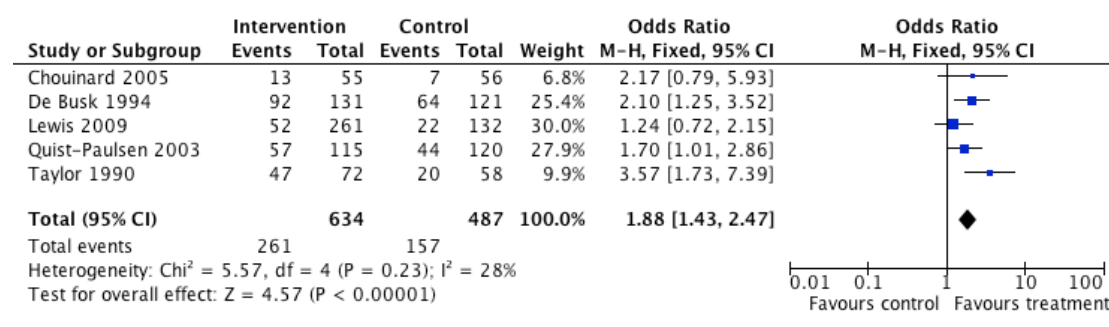 Intervention Control Odds Ratio Odds Ratio
Study or Subgroup Events Total Events Total Weight M-H, Fixed, 95% CI M-H, Fixed, 95% CI
Chouinard 2005 13 55 7 56 6.8% 2.17 [0.79, 5.93]
De Busk 1994 92 131 64 121 25.4% 2.10 [1.25, 3.52]
Lewis 2009 52 261 22 132 30.0% 1.24 [0.72, 2.15]
Quist-Paulsen 2003 57 115 44 120 27.9% 1.70 [1.01, 2.86]
Taylor 1990 47 72 20 58 9.9% 3.57 [1.73, 7.39]
Total (95% CI) 634 487 100.0% 1.88 [1.43, 2.47]
Total events 261 157
Heterogeneity: Chi² = 5.57, df = 4 (P = 0.23); I² = 28%
Test for overall effect: Z = 4.57 (P < 0.00001)
0.01 0.1 1 10 100
Favours control Favours treatment